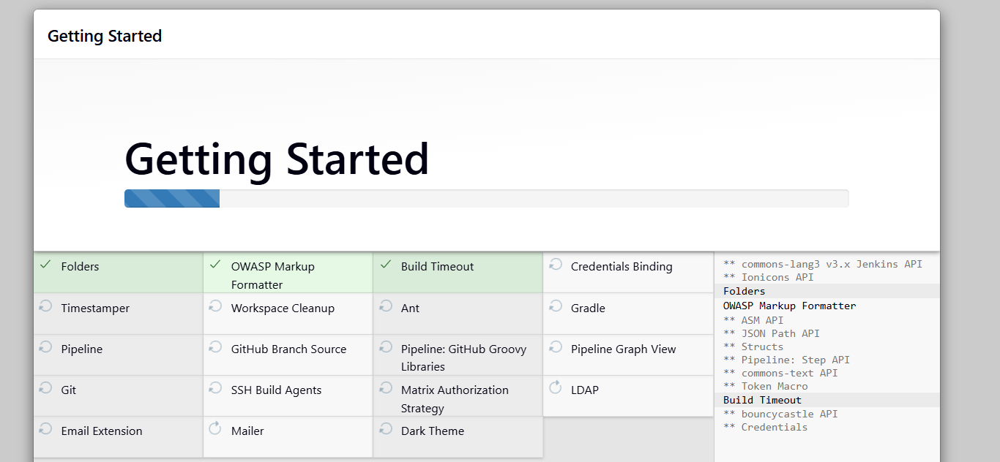 Getting Started
Getting Started
Folders
OWASP Markup
Formatter
Build Timeout
Credentials Binding
Timestamper
Workspace Cleanup
Ant
Gradle
Pipeline
GitHub Branch Source
Pipeline: GitHub Groovy
Libraries
Pipeline Graph View
Git
SSH Build Agents
Matrix Authorization
Strategy
LDAP
Email Extension
Mailer
Dark Theme
** commons-lang3 v3.x Jenkins API
** Ionicons API
Folders
OWASP Markup Formatter
** ASM API
** JSON Path API
** Structs
** Pipeline: Step API
** commons-text API
** Token Macro
Build Timeout
** bouncycastle API
** Credentials